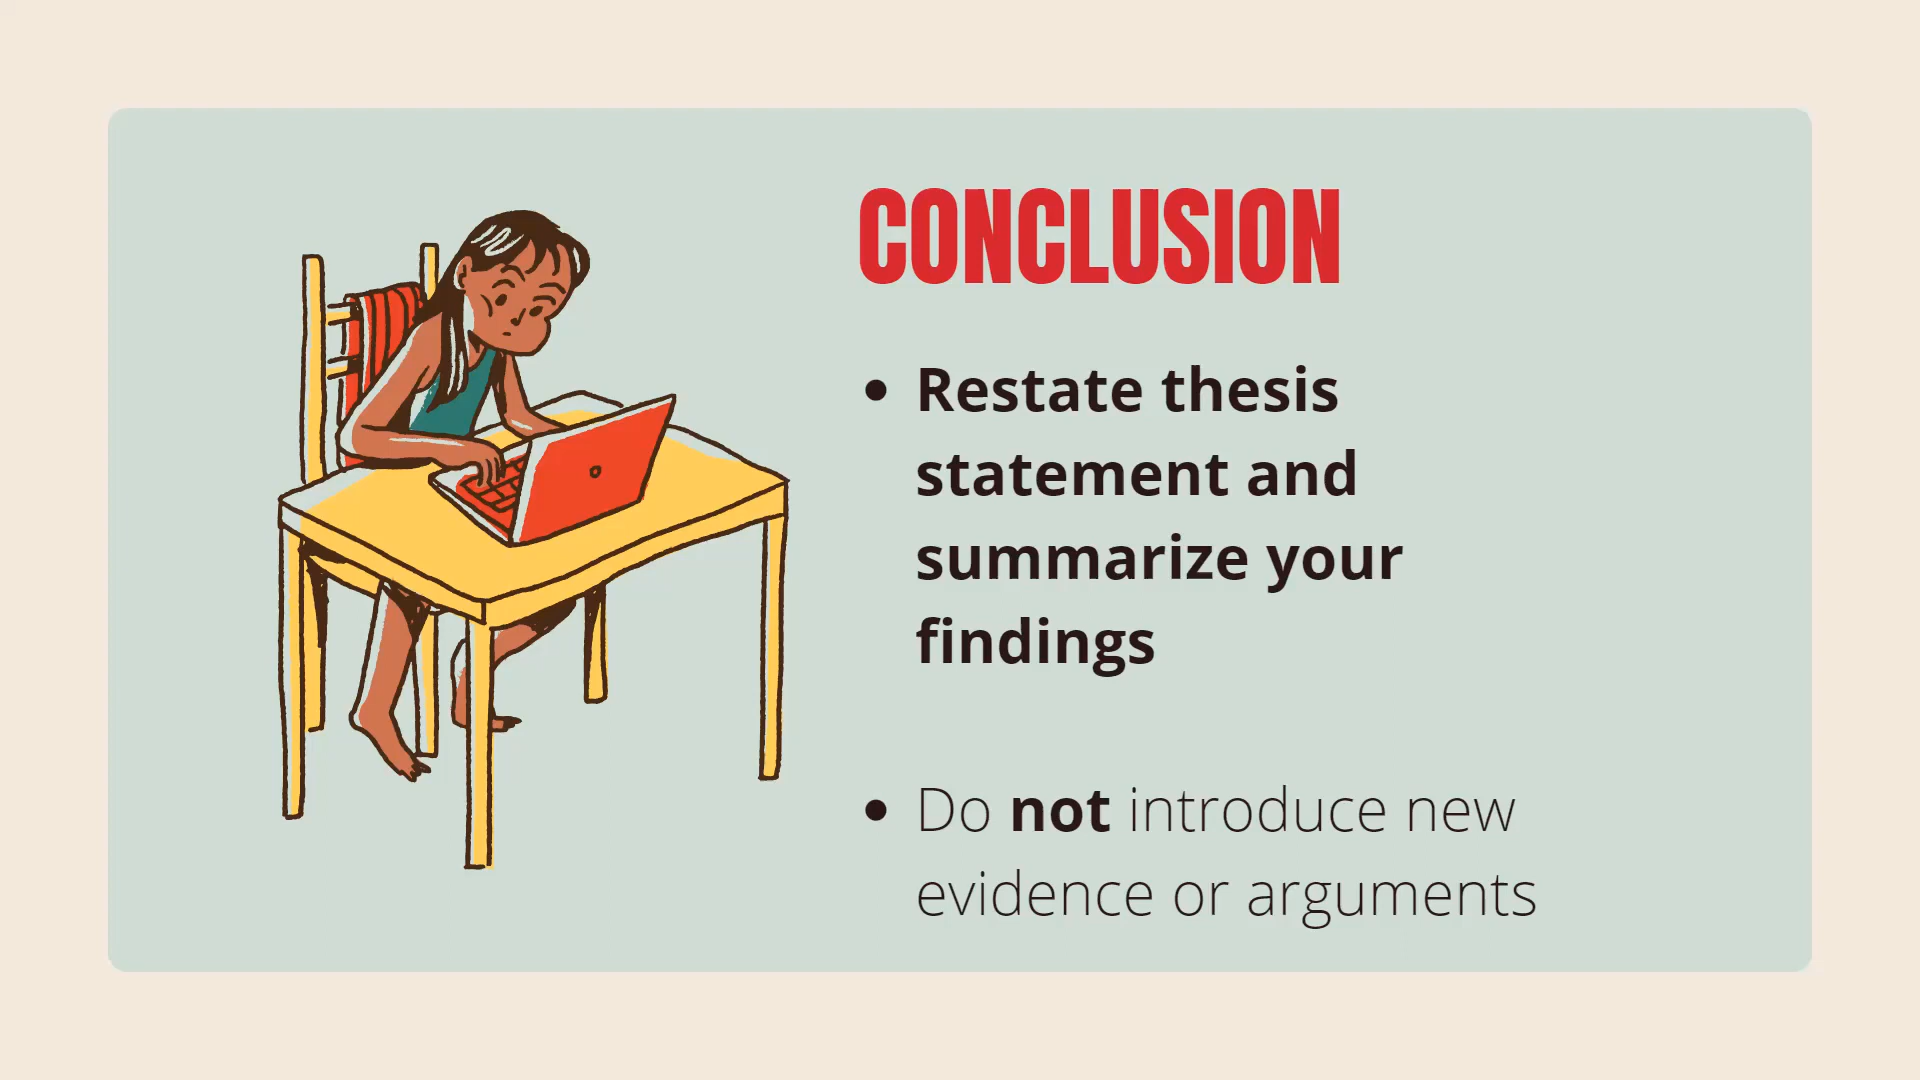 CONCLUSION
• Restate thesis
statement and
summarize your
findings
• Do not introduce new
evidence or arguments